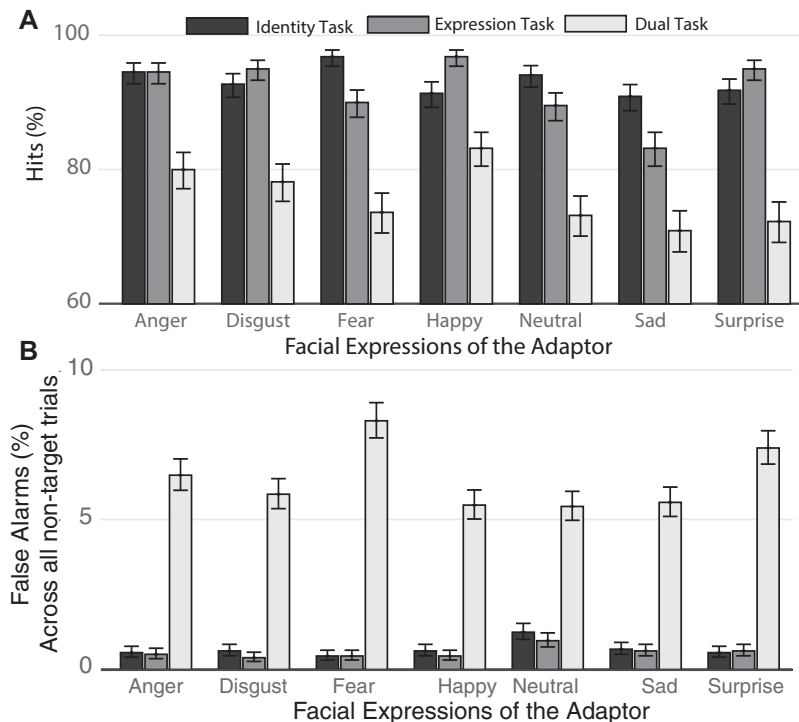 A
Identity Task Expression Task Dual Task
100
80
60
Hits (%)
Anger Disgust Fear Happy Neutral Sad Surprise
Facial Expressions of the Adaptor
B
10
5
0
False Alarms (%)
Across all non-target trials
Anger Disgust Fear Happy Neutral Sad Surprise
Facial Expressions of the Adaptor